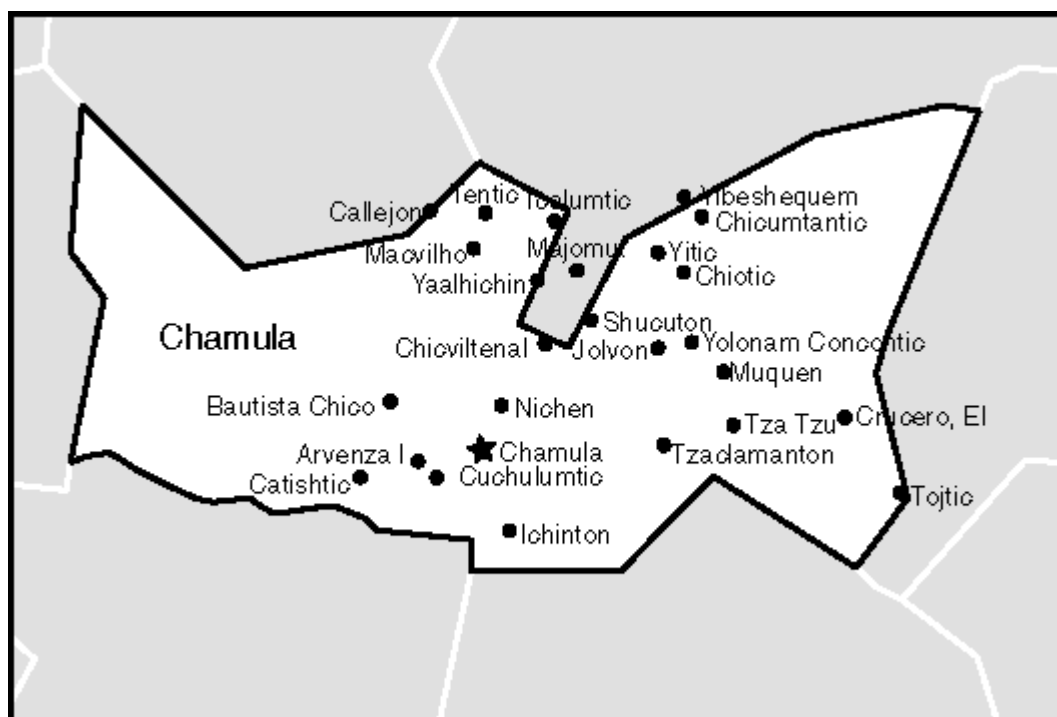 Yibeshequem
Tentic
Callejon
Chicumtantic
Macvilho
Majomut
Yitic
Yaalhichin
Chiotic
Shucuton
Chamula
Chicviltenal
Jolvon
Yolonam Concontic
Muquen
Bautista Chico
Nichen
Tza Tzu
Crucero, El
Arvenza I
Chamula
Tzaclamanton
Catishtic
Cuchulumtic
Tojtic
Ichinton